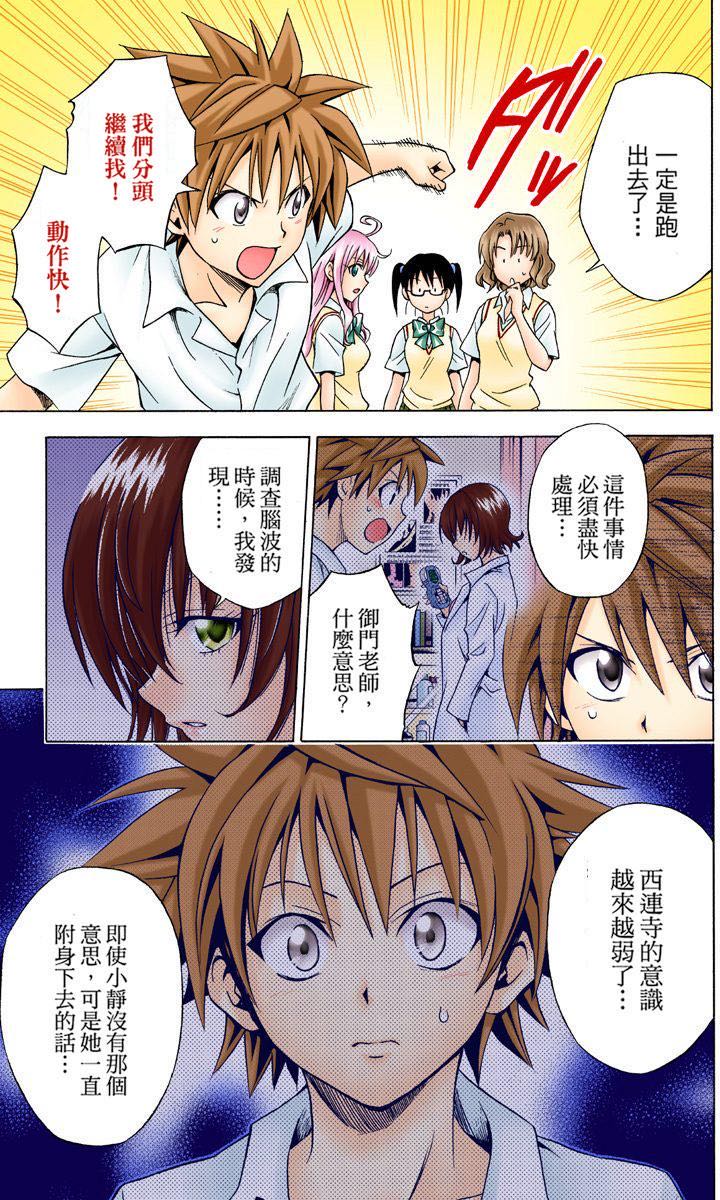 一定是跑
出去了…
ダッ
我們分頭
繼續找！
動作快！
這件事情
必須盡快
處理…
御門老師，
什麼意思？
調查腦波的
時候，我發
現……
西連寺的意識
越來越弱了…
即使小靜沒有那個
意思，可是她一直
附身下去的話…